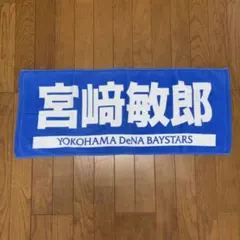 宮﨑敏郎
YOKOHAMA DeNA BAYSTARS